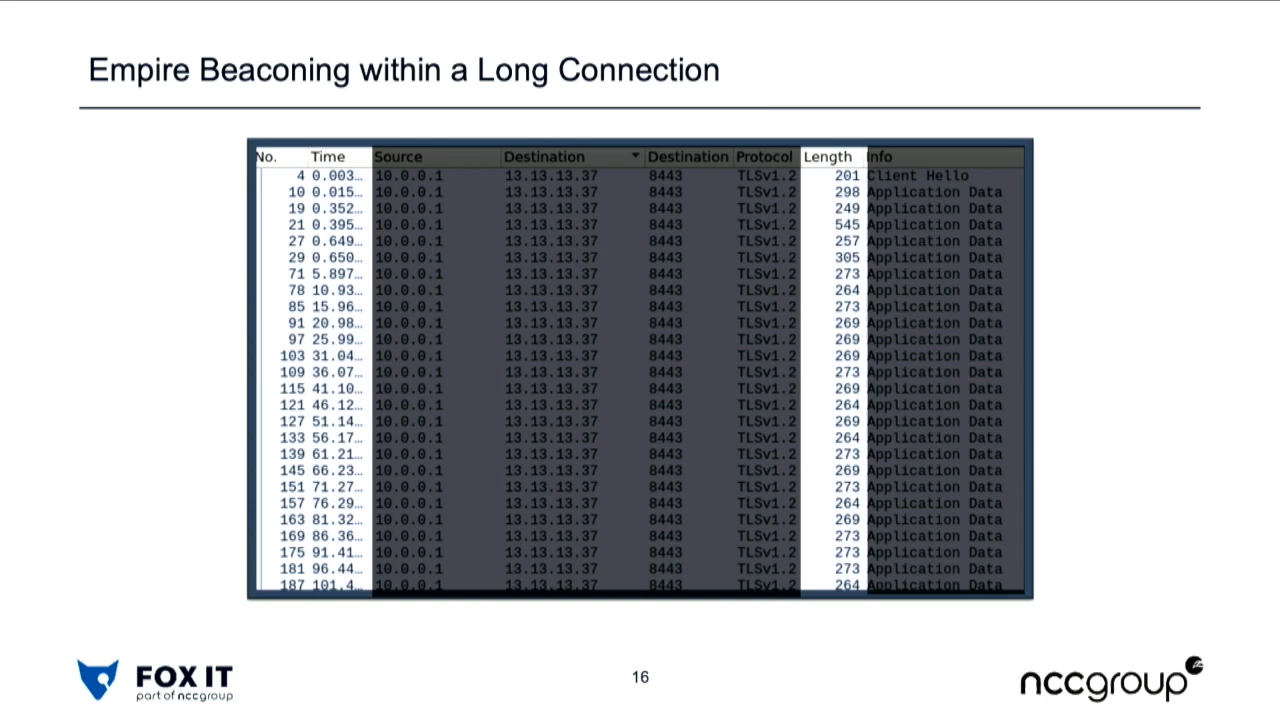 Empire Beaconing within a Long Connection
No. Time Source Destination Destination Protocol Length Info
4 0.003… 10.0.0.1 13.13.13.37 8443 TLSv1.2 201 Client Hello
10 0.015… 10.0.0.1 13.13.13.37 8443 TLSv1.2 298 Application Data
19 0.352… 10.0.0.1 13.13.13.37 8443 TLSv1.2 249 Application Data
21 0.395… 10.0.0.1 13.13.13.37 8443 TLSv1.2 545 Application Data
27 0.649… 10.0.0.1 13.13.13.37 8443 TLSv1.2 257 Application Data
29 0.650… 10.0.0.1 13.13.13.37 8443 TLSv1.2 305 Application Data
71 5.897… 10.0.0.1 13.13.13.37 8443 TLSv1.2 273 Application Data
78 10.93… 10.0.0.1 13.13.13.37 8443 TLSv1.2 264 Application Data
85 15.96… 10.0.0.1 13.13.13.37 8443 TLSv1.2 273 Application Data
91 20.98… 10.0.0.1 13.13.13.37 8443 TLSv1.2 269 Application Data
97 25.99… 10.0.0.1 13.13.13.37 8443 TLSv1.2 269 Application Data
103 31.04… 10.0.0.1 13.13.13.37 8443 TLSv1.2 269 Application Data
109 36.07… 10.0.0.1 13.13.13.37 8443 TLSv1.2 273 Application Data
115 41.10… 10.0.0.1 13.13.13.37 8443 TLSv1.2 269 Application Data
121 46.12… 10.0.0.1 13.13.13.37 8443 TLSv1.2 264 Application Data
127 51.14… 10.0.0.1 13.13.13.37 8443 TLSv1.2 269 Application Data
133 56.17… 10.0.0.1 13.13.13.37 8443 TLSv1.2 264 Application Data
139 61.21… 10.0.0.1 13.13.13.37 8443 TLSv1.2 273 Application Data
145 66.23… 10.0.0.1 13.13.13.37 8443 TLSv1.2 269 Application Data
151 71.27… 10.0.0.1 13.13.13.37 8443 TLSv1.2 273 Application Data
157 76.29… 10.0.0.1 13.13.13.37 8443 TLSv1.2 264 Application Data
163 81.32… 10.0.0.1 13.13.13.37 8443 TLSv1.2 269 Application Data
169 86.36… 10.0.0.1 13.13.13.37 8443 TLSv1.2 273 Application Data
175 91.41… 10.0.0.1 13.13.13.37 8443 TLSv1.2 273 Application Data
181 96.44… 10.0.0.1 13.13.13.37 8443 TLSv1.2 273 Application Data
187 101.4… 10.0.0.1 13.13.13.37 8443 TLSv1.2 264 Application Data
FOX IT
part of nccgroup
16
nccgroup